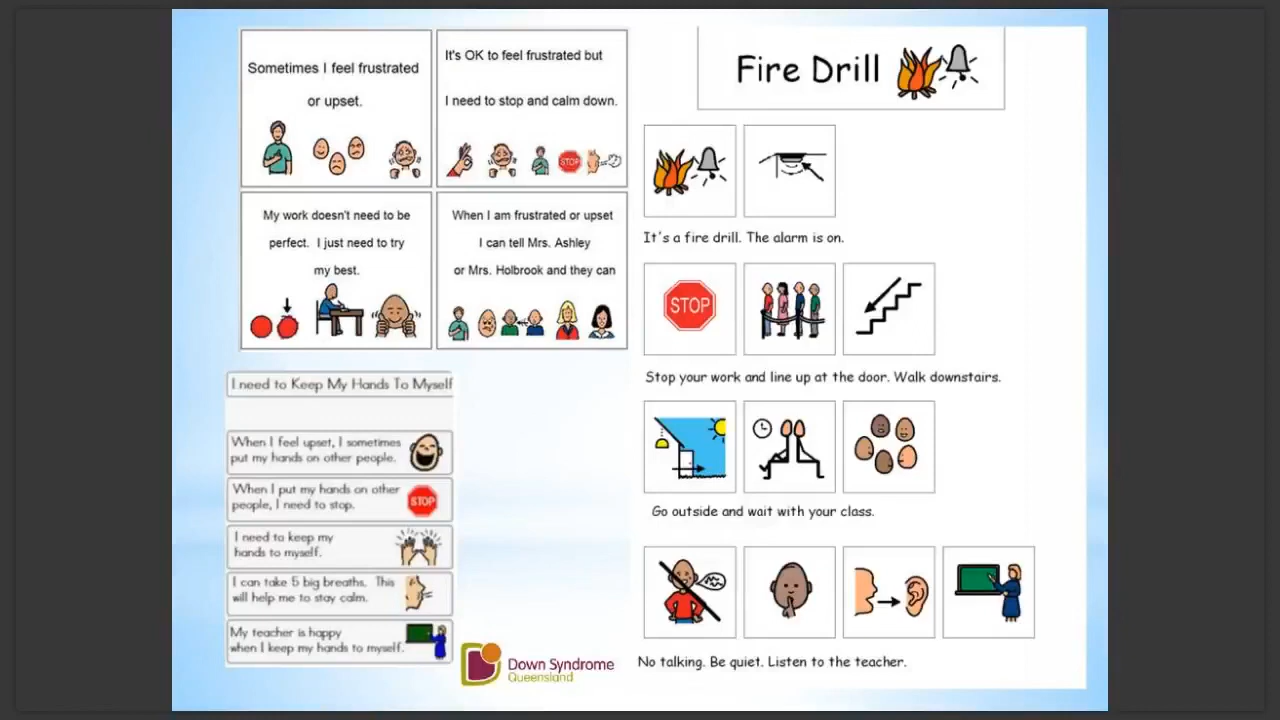 Sometimes I feel frustrated
or upset.
It's OK to feel frustrated but
I need to stop and calm down.
STOP
My work doesn't need to be
perfect. I just need to try
my best.
When I am frustrated or upset
I can tell Mrs. Ashley
or Mrs. Holbrook and they can
I need to Keep My Hands To Myself
When I feel upset, I sometimes
put my hands on other people.
When I put my hands on other
people, I need to stop.
STOP
I need to keep my
hands to myself.
I can take 5 big breaths. This
will help me to stay calm.
My teacher is happy
when I keep my hands to myself.
Down Syndrome
Queensland
Fire Drill
It's a fire drill. The alarm is on.
STOP
Stop your work and line up at the door. Walk downstairs.
Go outside and wait with your class.
No talking. Be quiet. Listen to the teacher.